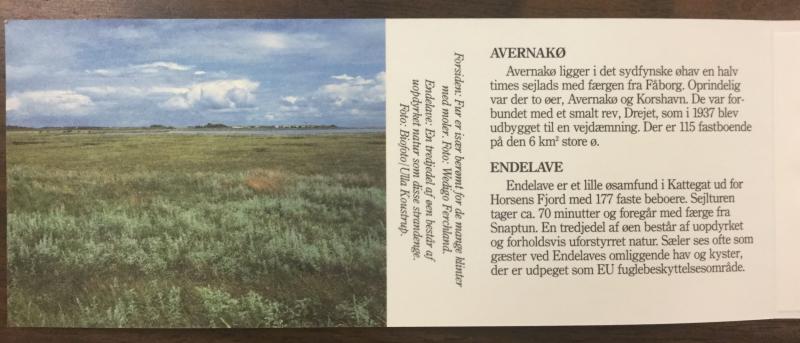 Forsiden: Fur er især berømt for de mange klinter
med moler. Foto: Wedigo Ferchland.
Endelave: En tredjedel af øen består af
uopdyrket natur som disse strandenge.
Foto: Biofoto/Ulla Koustrup.
AVERNAKØ
Avernakø ligger i det sydfynske øhav en halv
times sejlads med færgen fra Fåborg. Oprindelig
var der to øer, Avernakø og Korshavn. De var for-
bundet med et smalt rev, Drejet, som i 1937 blev
udbygget til en vejdæmning. Der er 115 fastboende
på den 6 km² store ø.
ENDELAVE
Endelave er et lille øsamfund i Kattegat ud for
Horsens Fjord med 177 faste beboere. Sejlturen
tager ca. 70 minutter og foregår med færge fra
Snaptun. En tredjedel af øen består af uopdyrket
og forholdsvis uforstyrret natur. Sæler ses ofte som
gæster ved Endelaves omliggende hav og kyster,
der er udpeget som EU fuglebeskyttelsesområde.